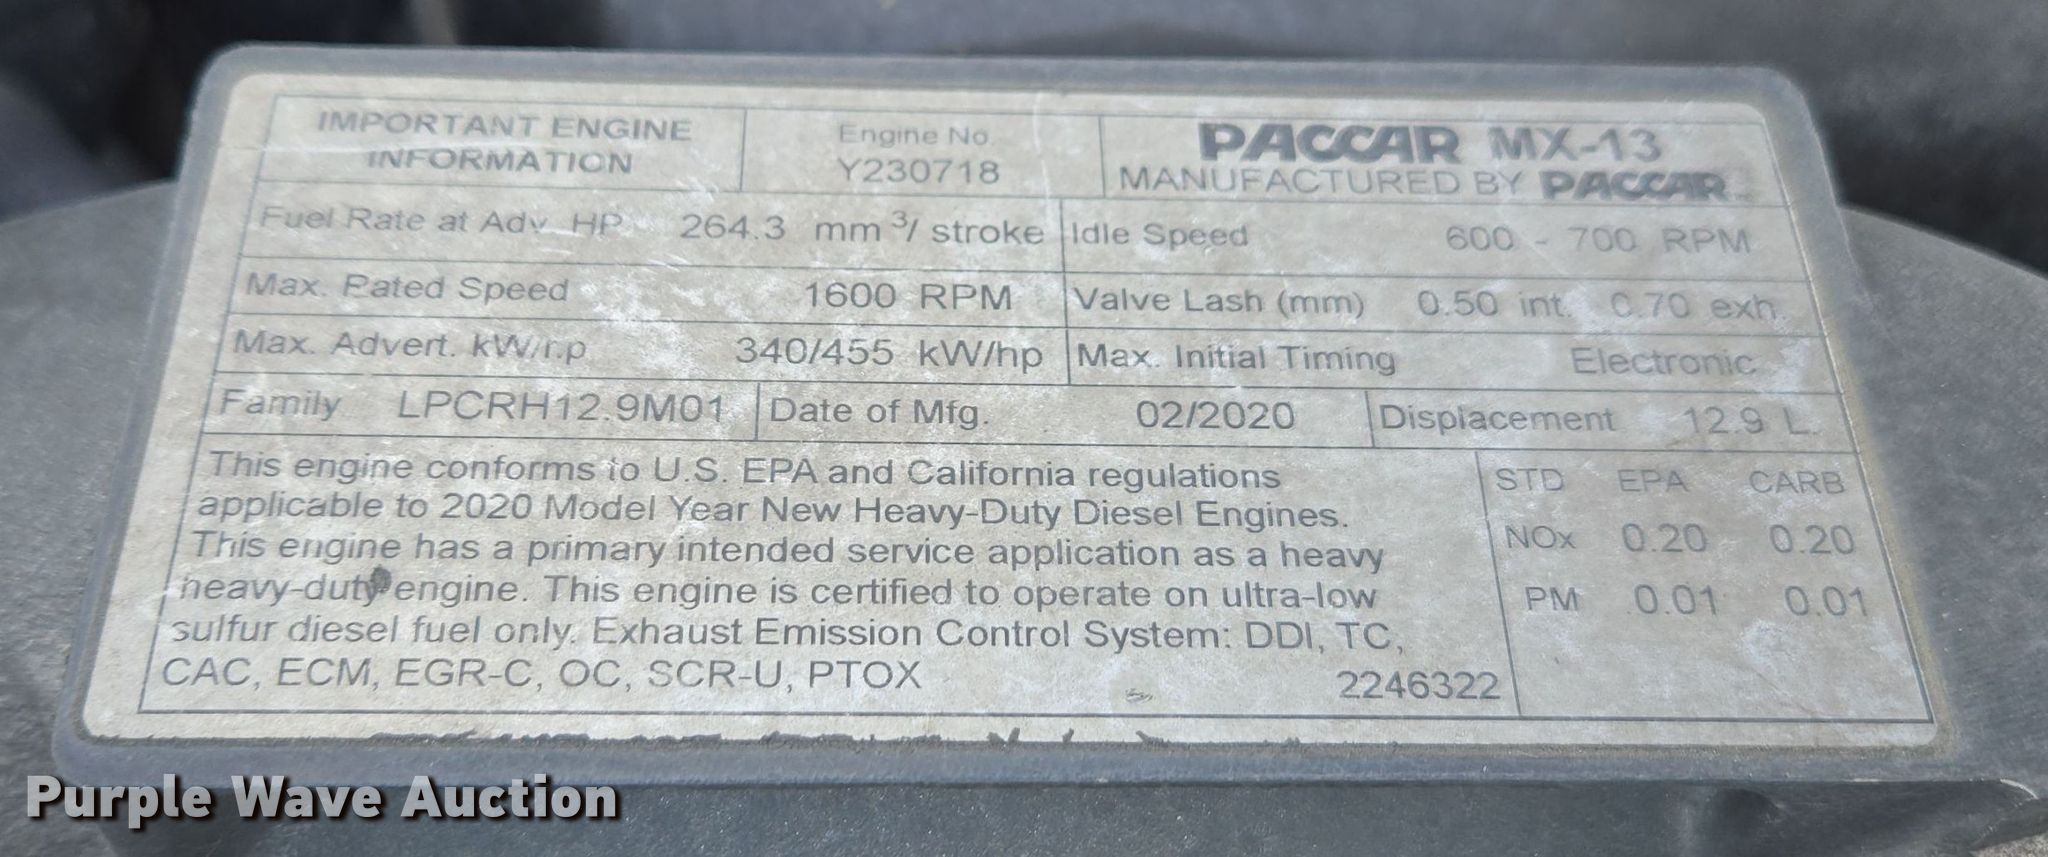 IMPORTANT ENGINE
INFORMATION
Engine No.
Y230718
PACCAR MX-13
MANUFACTURED BY PACCAR
Fuel Rate at Adv. HP 264.3 mm³/ stroke
Idle Speed 600 - 700 RPM
Max. Rated Speed 1600 RPM
Valve Lash (mm) 0.50 int. 0.70 exh.
Max. Advert. kW/hp 340/455 kW/hp
Max. Initial Timing Electronic
Family LPCRH12.9M01
Date of Mfg. 02/2020
Displacement 12.9 L.
This engine conforms to U.S. EPA and California regulations
applicable to 2020 Model Year New Heavy-Duty Diesel Engines.
This engine has a primary intended service application as a heavy
heavy-duty engine. This engine is certified to operate on ultra-low
sulfur diesel fuel only. Exhaust Emission Control System: DDI, TC,
CAC, ECM, EGR-C, OC, SCR-U, PTOX
2246322
STD EPA CARB
NOx 0.20 0.20
PM 0.01 0.01
Purple Wave Auction